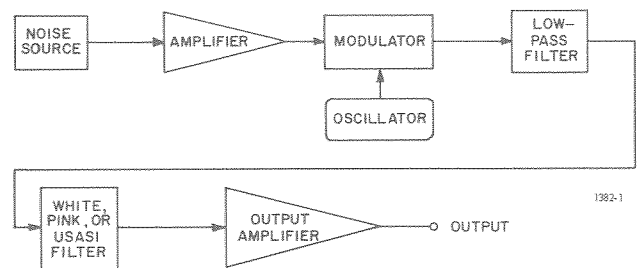 NOISE
SOURCE
AMPLIFIER
MODULATOR
LOW-
PASS
FILTER
OSCILLATOR
1382-1
WHITE,
PINK, OR
USASI
FILTER
OUTPUT
AMPLIFIER
OUTPUT